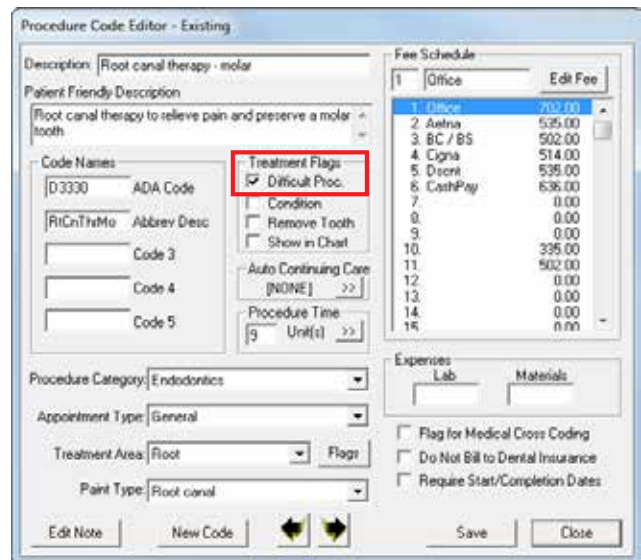 Procedure Code Editor - Existing
Description: Root canal therapy - molar
Patient Friendly Description
Root canal therapy to relieve pain and preserve a molar
tooth.
Code Names
D3330 ADA Code
RtCnThrMo Abbrev Desc
Code 3
Code 4
Code 5
Treatment Flags
Difficult Proc.
Condition
Remove Tooth
Show in Chart
Auto Continuing Care
[NONE] >>
Procedure Time
9 Unit(s) >>
Procedure Category: Endodontics
Appointment Type: General
Treatment Area: Root Flags
Paint Type: Root canal
Edit Note New Code
Fee Schedule
1 Office Edit Fee
1. Office 702.00
2. Aetna 535.00
3. BC / BS 502.00
4. Cigna 514.00
5. Dscnt 535.00
6. CashPay 636.00
7. 0.00
8. 0.00
9. 0.00
10. 335.00
11. 502.00
12. 0.00
13. 0.00
14. 0.00
15. 0.00
Expenses
Lab Materials
Flag for Medical Cross Coding
Do Not Bill to Dental Insurance
Require Start/Completion Dates
Save Close